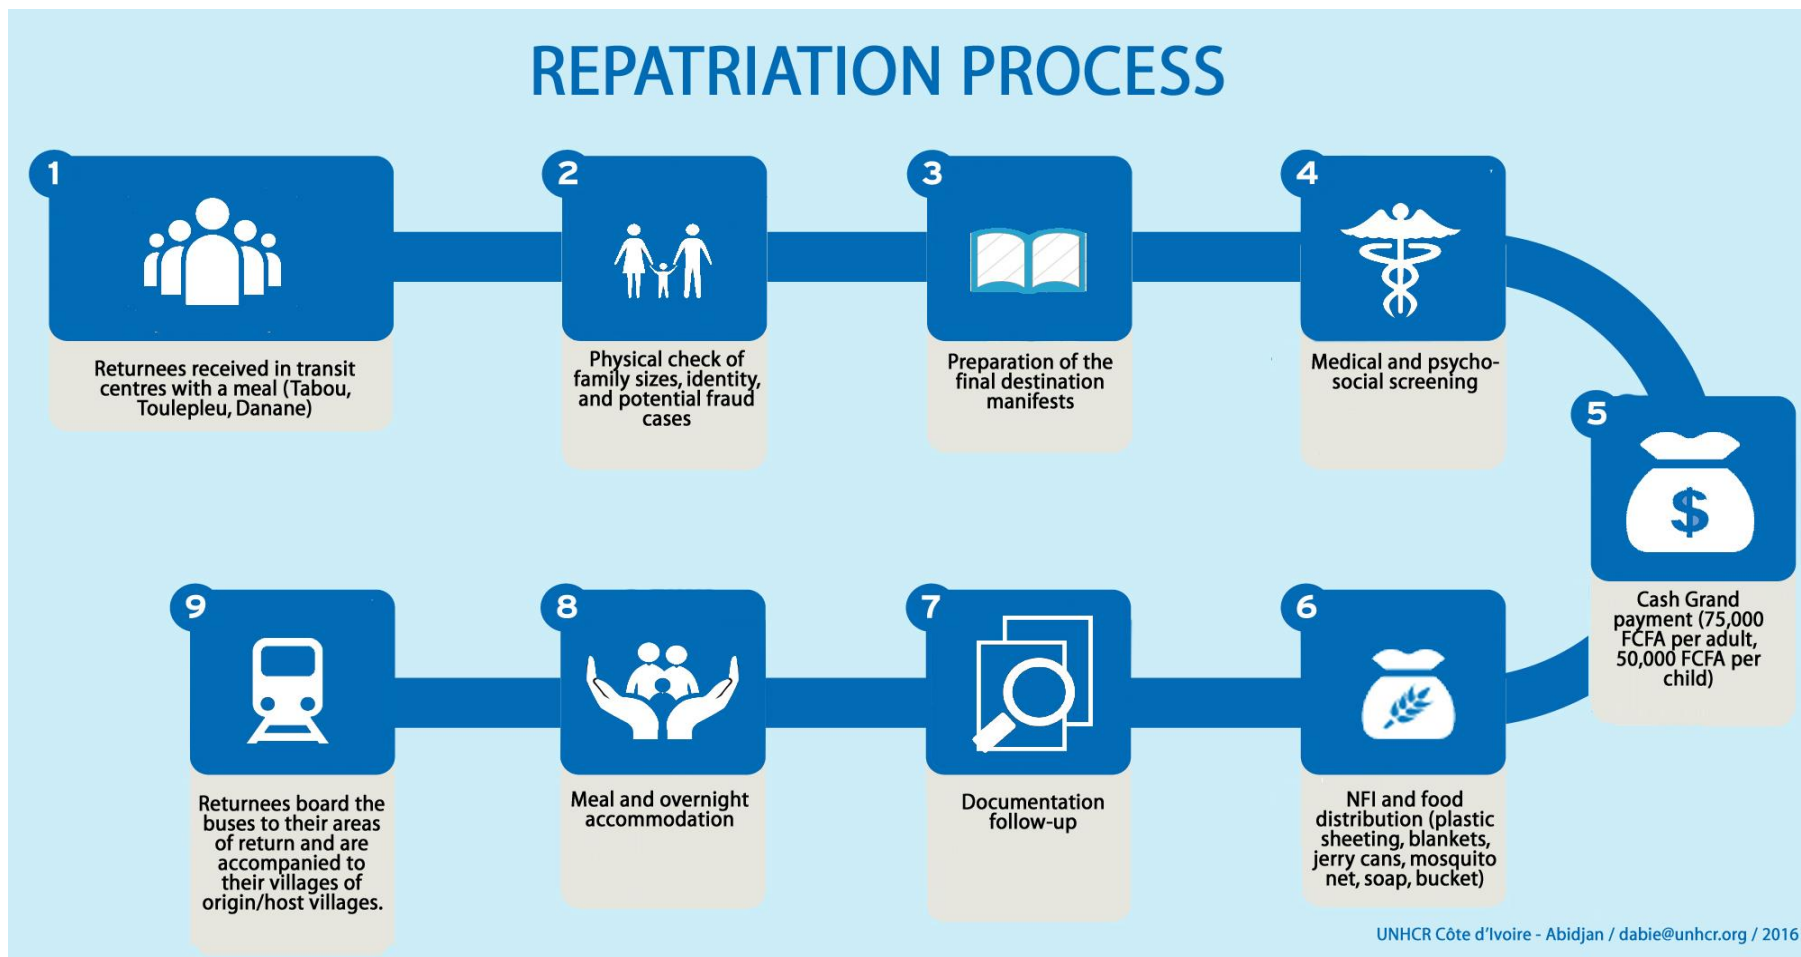 REPATRIATION PROCESS
1
Returnees received in transit
centres with a meal (Tabou,
Toulepleu, Danane)
2
Physical check of
family sizes, identity,
and potential fraud
cases
3
Preparation of the
final destination
manifests
4
Medical and psycho-
social screening
5
$
Cash Grand
payment (75,000
FCFA per adult,
50,000 FCFA per
child)
6
NFI and food
distribution (plastic
sheeting, blankets,
jerry cans, mosquito
net, soap, bucket)
7
Documentation
follow-up
8
Meal and overnight
accommodation
9
Returnees board the
buses to their areas
of return and are
accompanied to
their villages of
origin/host villages.
UNHCR Côte d'Ivoire - Abidjan / dabie@unhcr.org / 2016